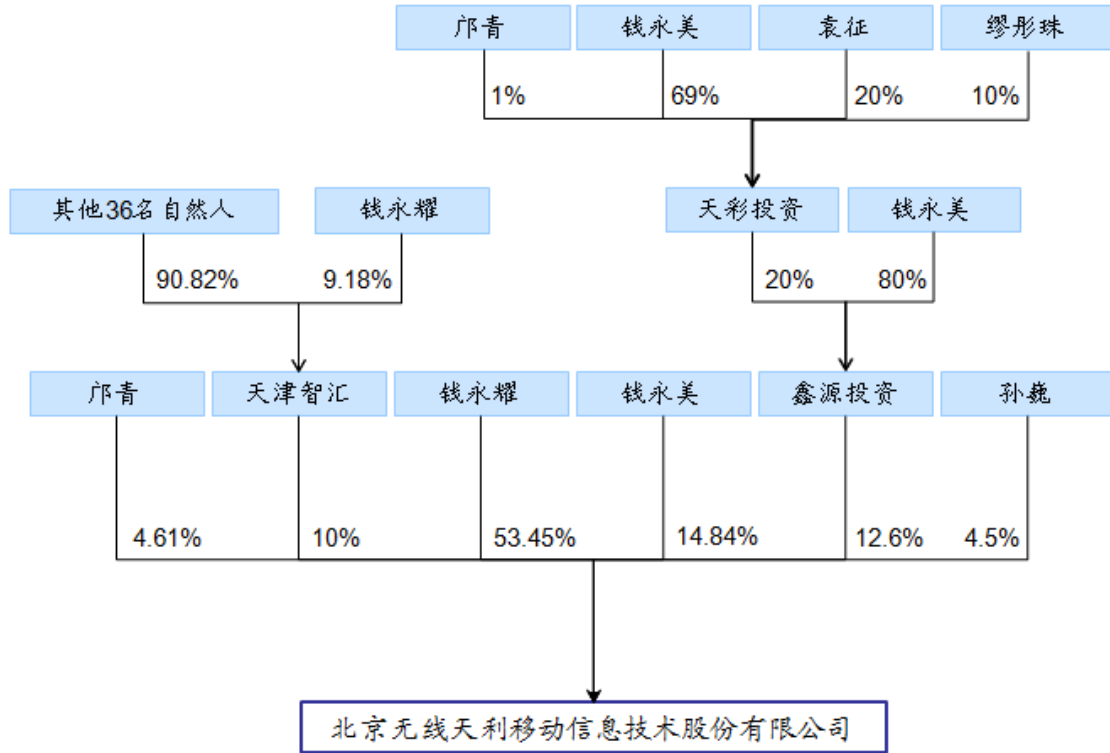 邝青
钱永美
袁征
缪彤珠
1%
69%
20%
10%
其他36名自然人
钱永耀
天彩投资
钱永美
90.82%
9.18%
20%
80%
邝青
天津智汇
钱永耀
钱永美
鑫源投资
孙巍
4.61%
10%
53.45%
14.84%
12.6%
4.5%
北京无线天利移动信息技术股份有限公司